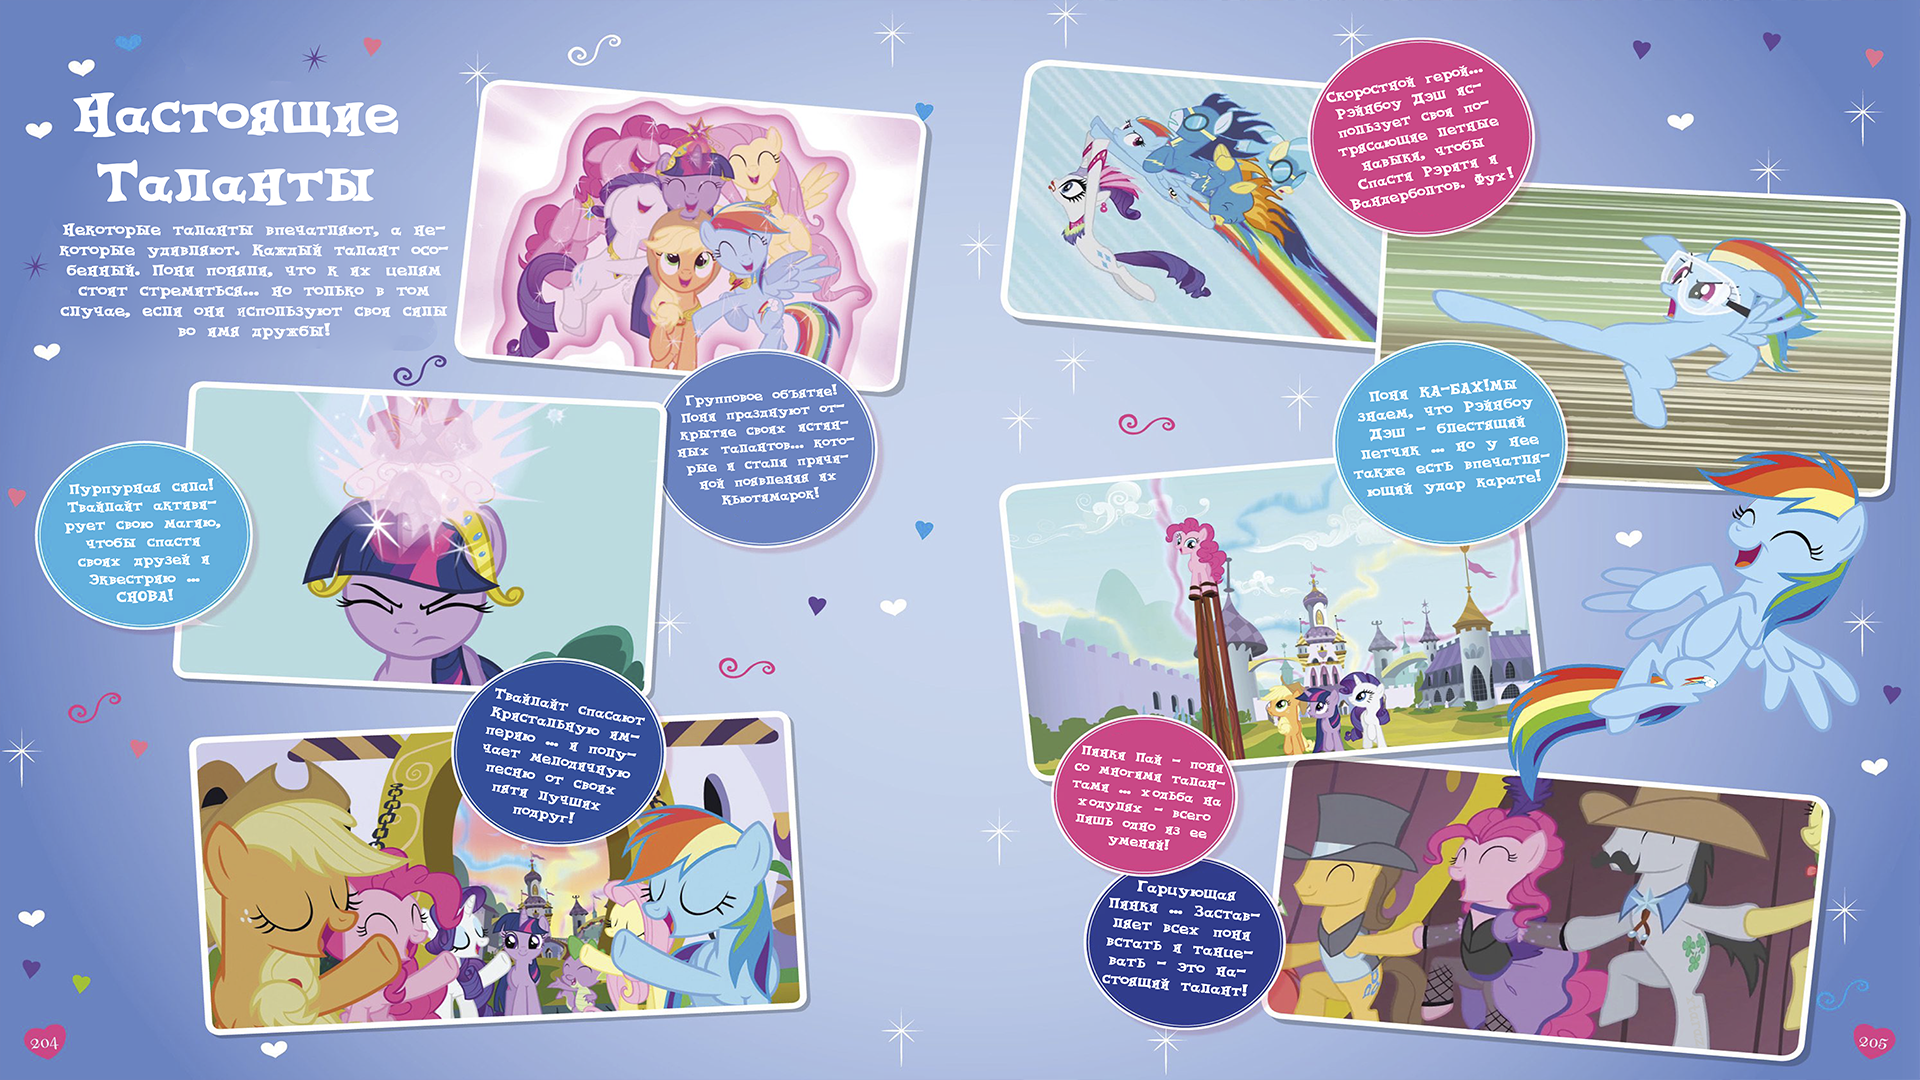 Настоящие
Таланты
Некоторые таланты впечатляют, а не-
которые удивляют. Каждый талант осо-
бенный. Пони поняли, что к их целям
стоит стремиться... но только в том
случае, если они используют свои силы
во имя дружбы!
Групповое объятие!
Пони празднуют от-
крытие своих истин-
ных талантов... кото-
рые и стали причи-
ной появления их
Кьютимарок!
Пурпурная сила!
Твайлайт активи-
рует свою магию,
чтобы спасти
своих друзей и
Эквестрию ...
СНОВА!
Твайлайт спасают
Кристальную им-
перию ... и полу-
чает мелодичную
песню от своих
пяти лучших
подруг!
204
Скоростной герой...
Рэйнбоу Дэш ис-
пользует свои по-
трясающие летные
навыки, чтобы
Спасти Рэрити и
Вандерболтов. Фух!
Пони КА-БАХ!Мы
знаем, что Рэйнбоу
Дэш - блестящий
летчик ... но у нее
также есть впечатля-
ющий удар карате!
Пинки Пай - пони
со многими талан-
тами ... ходьба на
ходулях - всего
лишь одно из ее
умений!
Гарцующая
Пинки ... Застав-
ляет всех пони
встать и танце-
вать - это на-
стоящий талант!
205